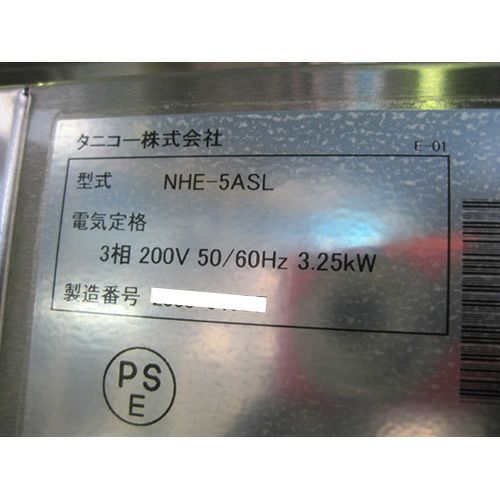 タニコー株式会社
E-01
型式 NHE-5ASL
電気定格
3相 200V 50/60Hz 3.25kW
製造番号
PS
E